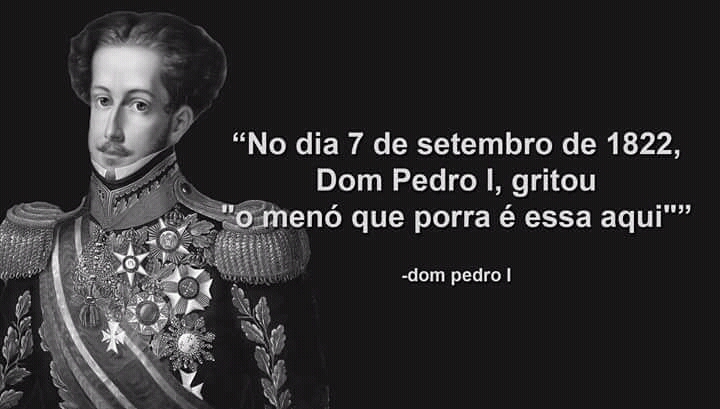 “No dia 7 de setembro de 1822,
Dom Pedro I, gritou
"o menó que porra é essa aqui"”
-dom pedro I